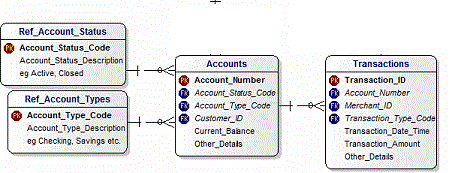 Ref_Account_Status
PK Account_Status_Code
Account_Status_Description
eg Active, Closed
Ref_Account_Types
PK Account_Type_Code
Account_Type_Description
eg Checking, Savings etc.
Accounts
PK Account_Number
FK Account_Status_Code
FK Account_Type_Code
FK Customer_ID
Current_Balance
Other_Details
Transactions
PK Transaction_ID
FK Account_Number
FK Merchant_ID
FK Transaction_Type_Code
Transaction_Date_Time
Transaction_Amount
Other_Details